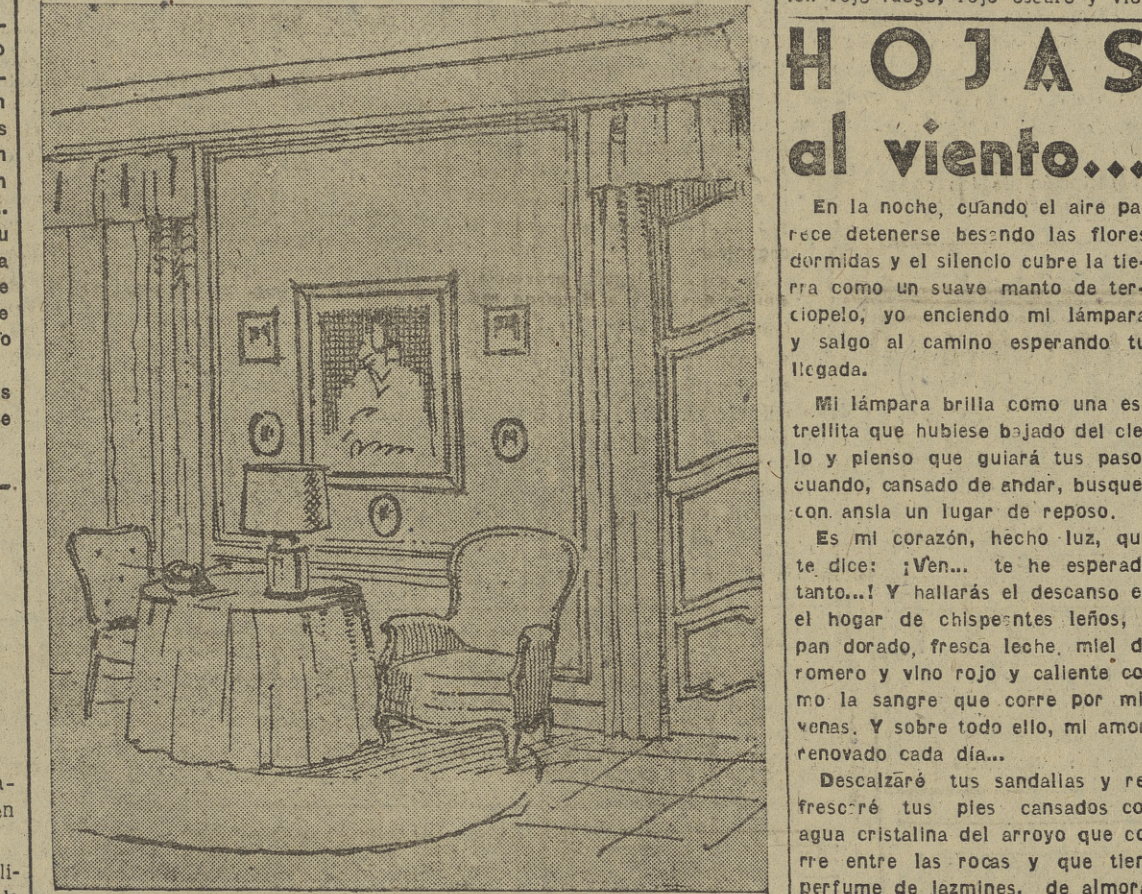 HOJAS
al viento...
En la noche, cuando el aire pa
rece detenerse besando las flores
dormidas y el silencio cubre la tie-
rra como un suave manto de ter-
ciopelo, yo enciendo mi lámpara
y salgo al camino esperando tu
llegada.
Mi lámpara brilla como una es
trellita que hubiese bajado del cie
lo y pienso que guiará tus paso
cuando, cansado de andar, busque
con ansia un lugar de reposo.
Es mi corazón, hecho luz, qu
te dice: ¡Ven... te he esperad
tanto...! Y hallarás el descanso e
el hogar de chispeantes leños,
pan dorado, fresca leche, miel d
romero y vino rojo y caliente co
mo la sangre que corre por mi
venas. Y sobre todo ello, mi amor
renovado cada día...
Descalzaré tus sandalias y re
frescaré tus pies cansados co
agua cristalina del arroyo que co
rre entre las rocas y que tien
perfume de jazmines, de almor